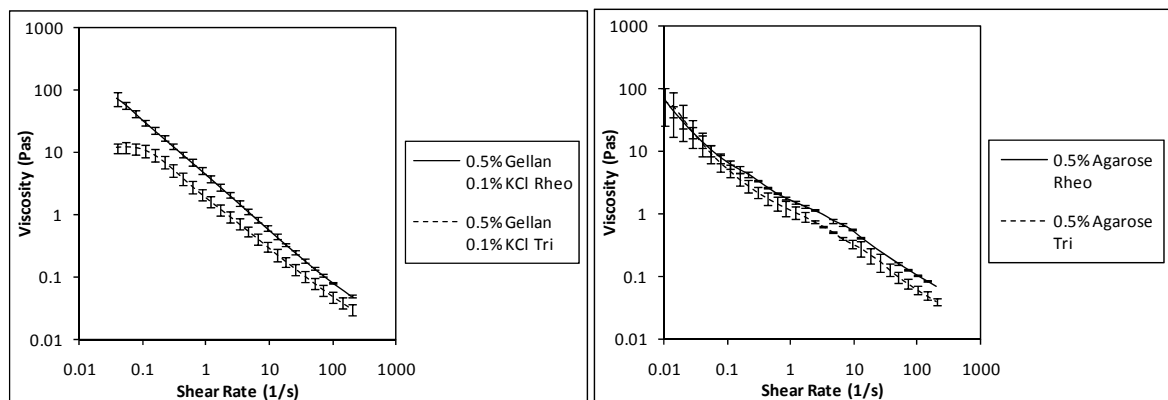 1000
100
10
1
0.1
0.01
Viscosity (Pas)
0.01 0.1 1 10 100 1000
Shear Rate (1/s)
0.5% Gellan
0.1% KCl Rheo
0.5% Gellan
0.1% KCl Tri
1000
100
10
1
0.1
0.01
Viscosity (Pas)
0.01 0.1 1 10 100 1000
Shear Rate (1/s)
0.5% Agarose
Rheo
0.5% Agarose
Tri